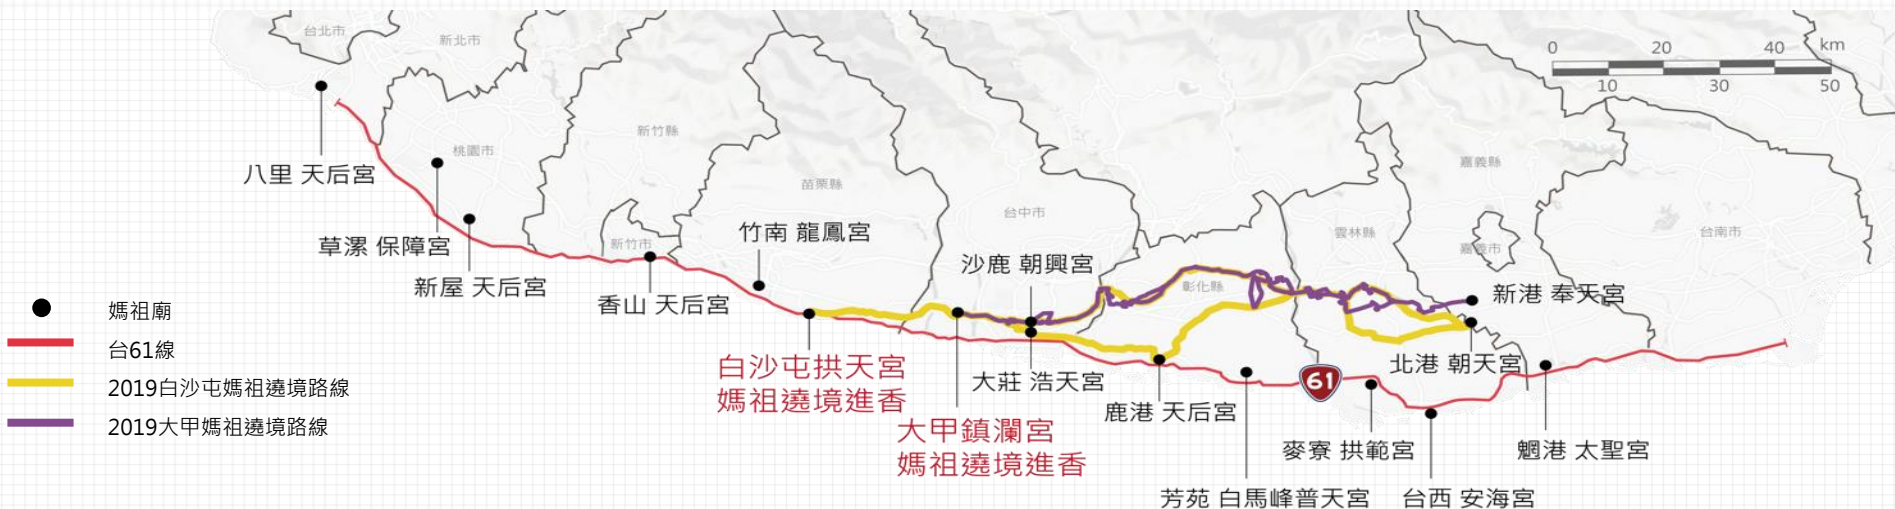 台北市
新北市
桃園市
新竹縣
新竹市
苗栗縣
台中市
彰化縣
雲林縣
嘉義縣
嘉義市
台南市
0 20 40 km
10 30 50
八里 天后宮
草漯 保障宮
新屋 天后宮
香山 天后宮
竹南 龍鳳宮
白沙屯拱天宮
媽祖遶境進香
大甲鎮瀾宮
媽祖遶境進香
沙鹿 朝興宮
大莊 浩天宮
鹿港 天后宮
芳苑 白馬峰普天宮
61
麥寮 拱範宮
台西 安海宮
北港 朝天宮
新港 奉天宮
魍港 太聖宮
媽祖廟
台61線
2019白沙屯媽祖遶境路線
2019大甲媽祖遶境路線